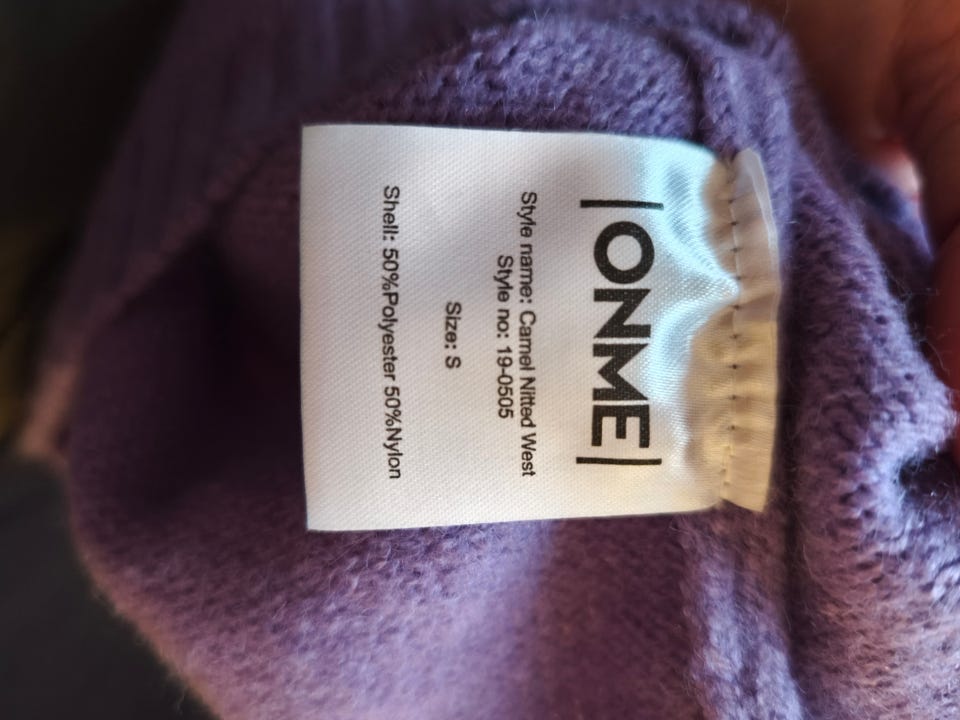 |ONME|
Style name: Camel Nitted West
Style no: 19-0505
Size: S
Shell: 50%Polyester 50%Nylon